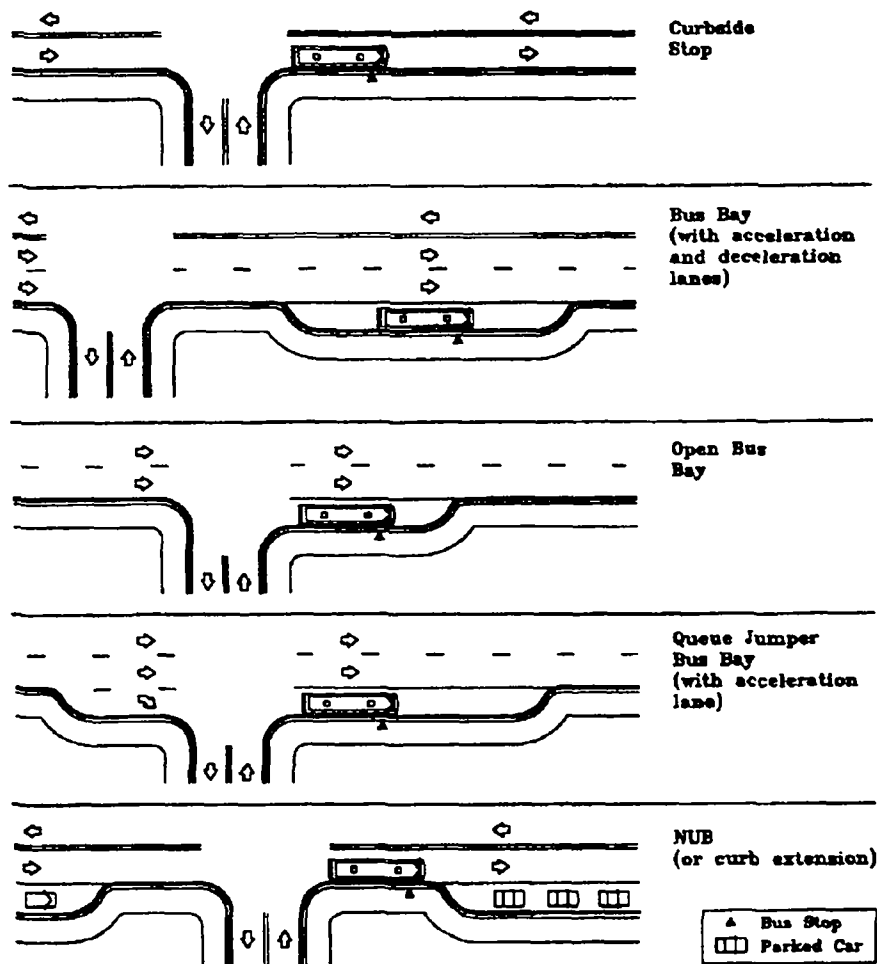 Curbside
Stop
Bus Bay
(with acceleration
and deceleration
lanes)
Open Bus
Bay
Queue Jumper
Bus Bay
(with acceleration
lane)
NUB
(or curb extension)
Bus Stop
Parked Car